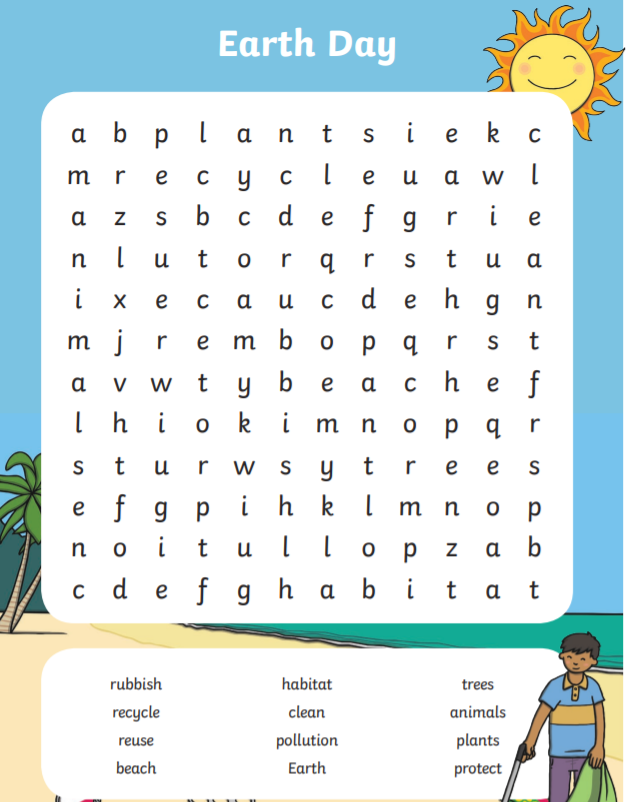 Earth Day
a b p l a n t s i e k c
m r e c y c l e u a w l
a z s b c d e f g r i e
n l u t o r q r s t u a
i x e c a u c d e h g n
m j r e m b o p q r s t
a v w t y b e a c h e f
l h i o k i m n o p q r
s t u r w s y t r e e s
e f g p i h k l m n o p
n o i t u l l o p z a b
c d e f g h a b i t a t
rubbish habitat trees
recycle clean animals
reuse pollution plants
beach Earth protect